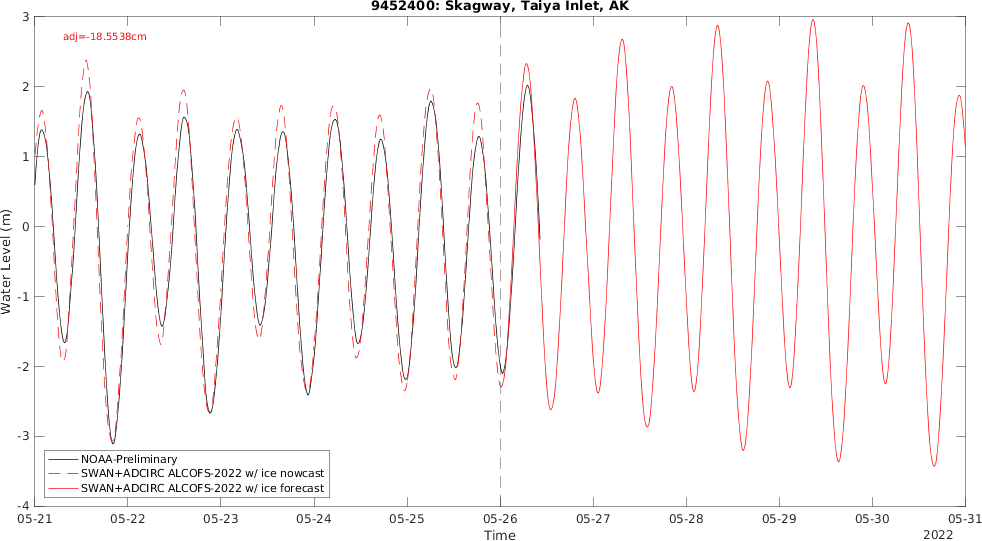 9452400: Skagway, Taiya Inlet, AK
adj=-18.5538cm
Water Level (m)
3
2
1
0
-1
-2
-3
-4
NOAA-Preliminary
SWAN+ADCIRC ALCOFS-2022 w/ ice nowcast
SWAN+ADCIRC ALCOFS-2022 w/ ice forecast
05-21 05-22 05-23 05-24 05-25 05-26 05-27 05-28 05-29 05-30 05-31
Time
2022